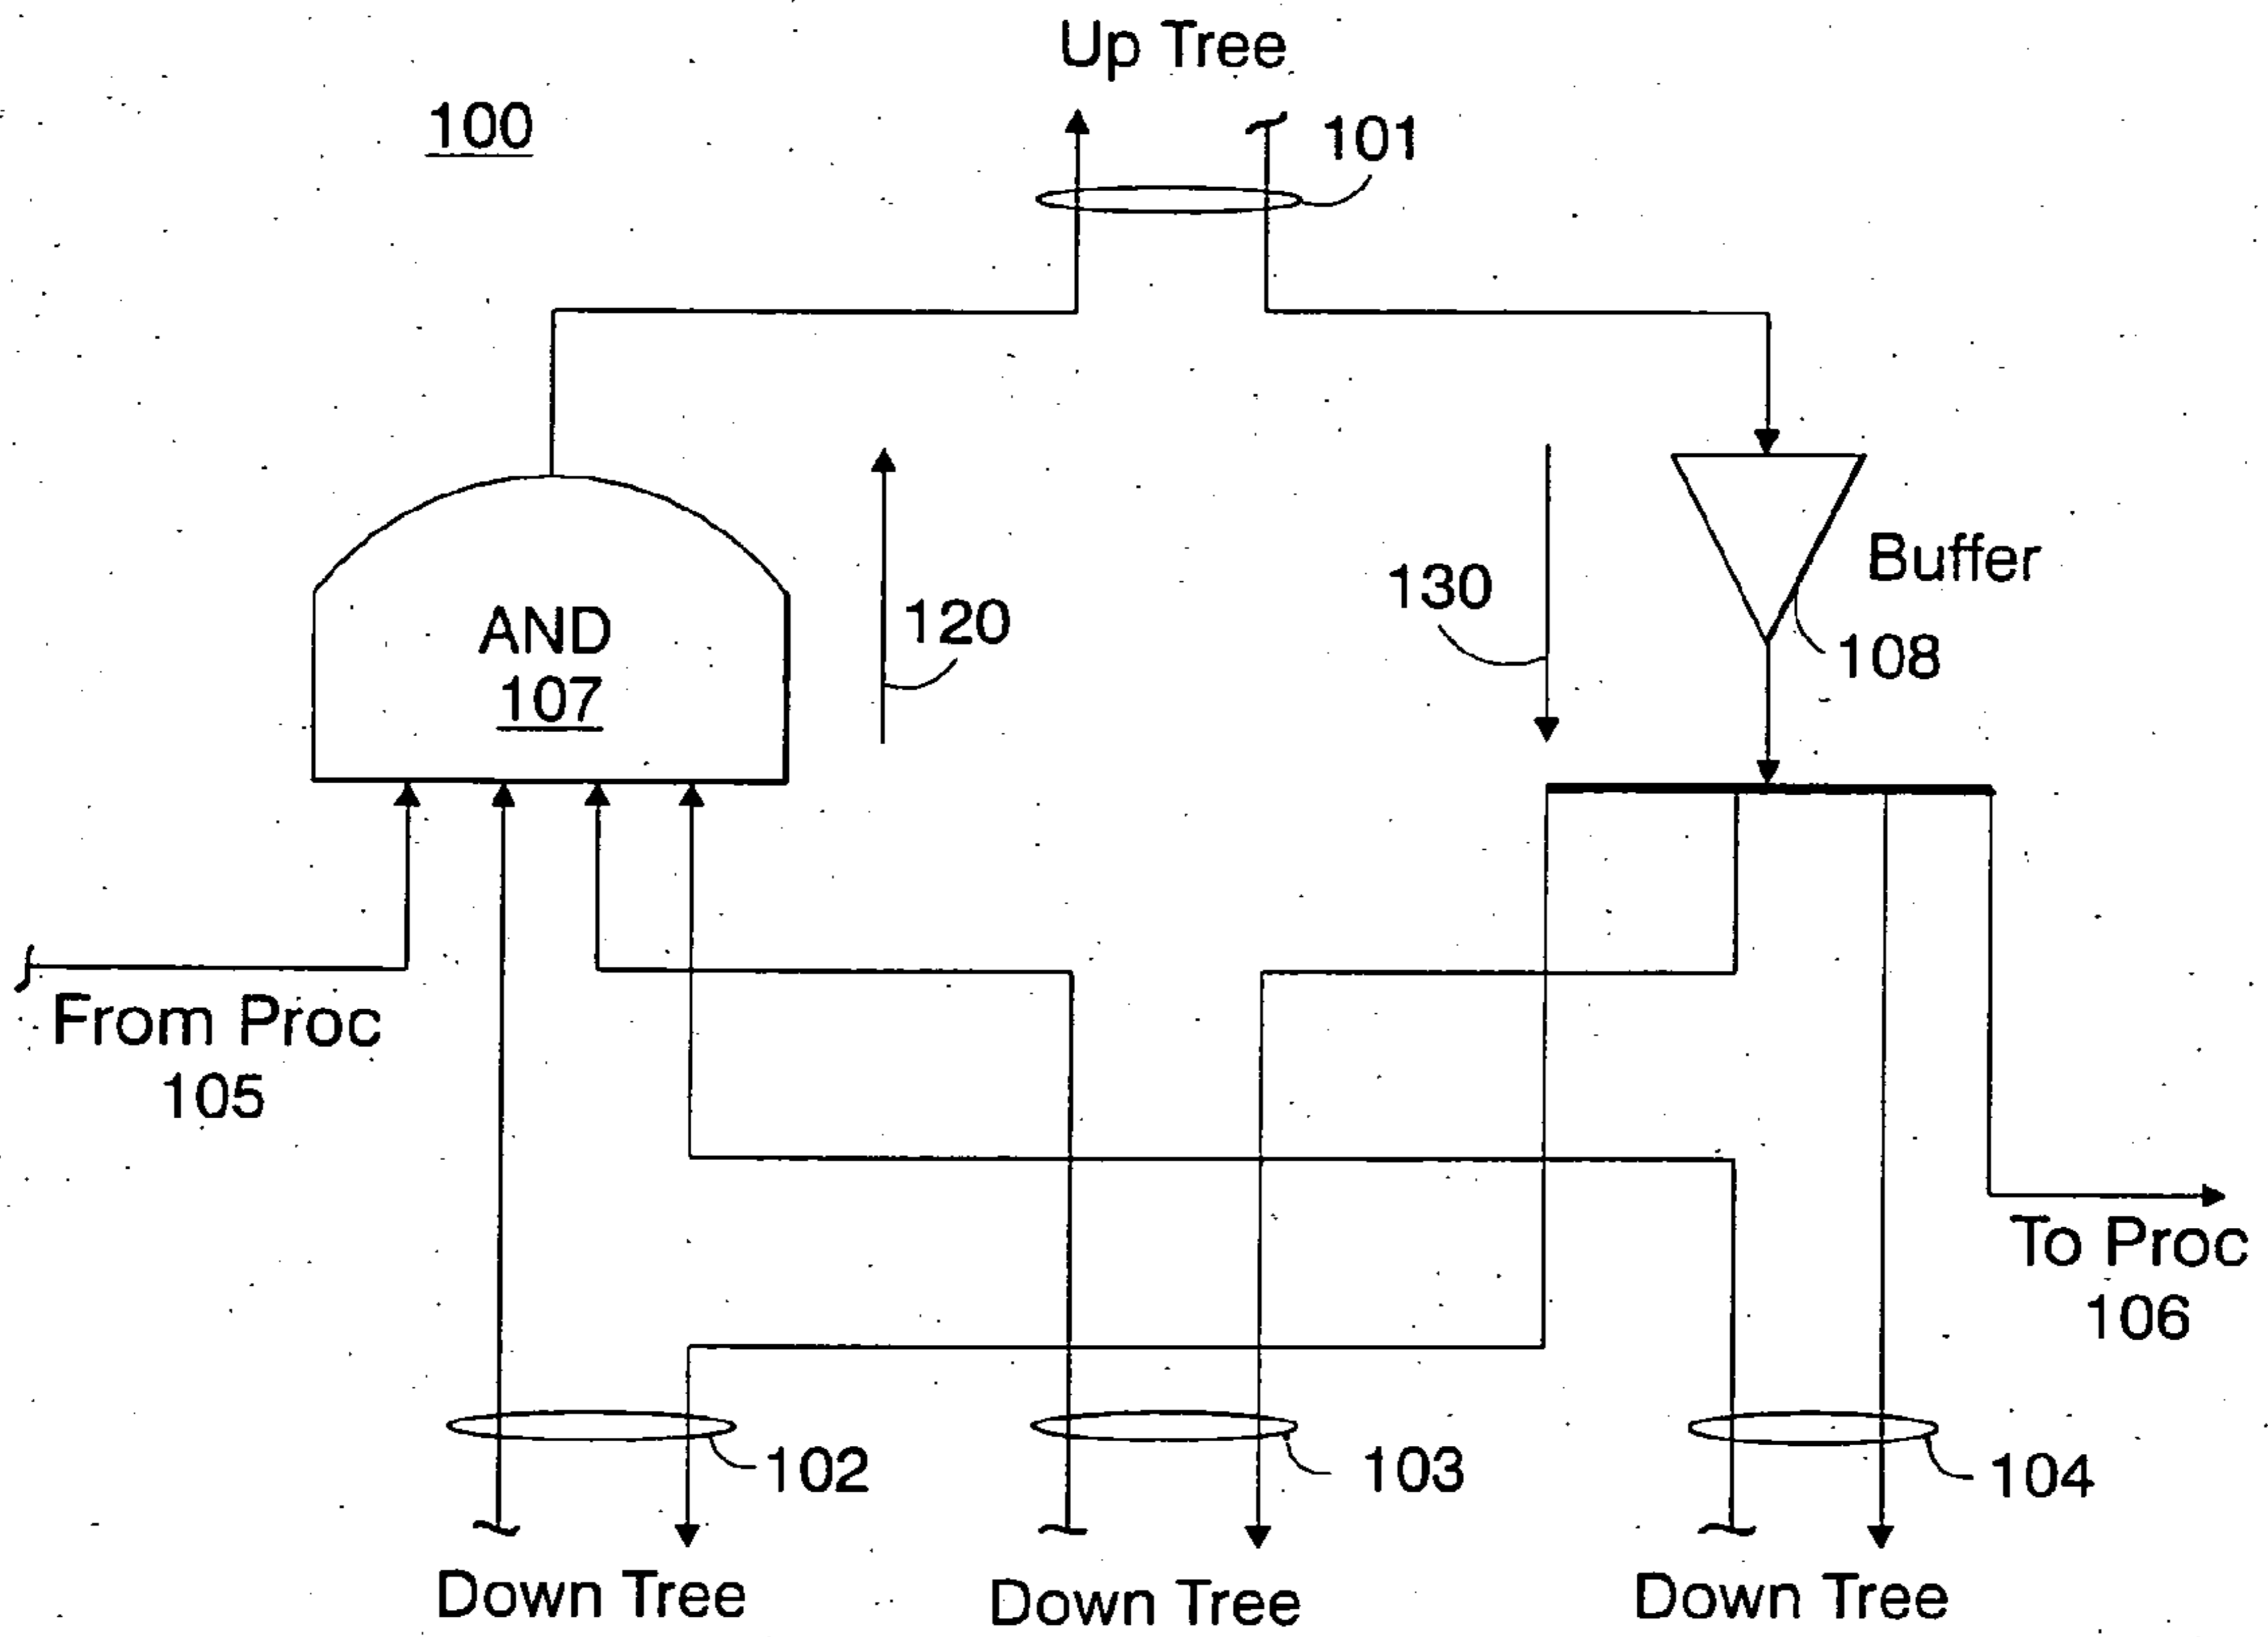 Up Tree
100
101
Buffer
130
120
108
AND
107
From Proc
105
To Proc
106
102
103
104
Down Tree
Down Tree
Down Tree